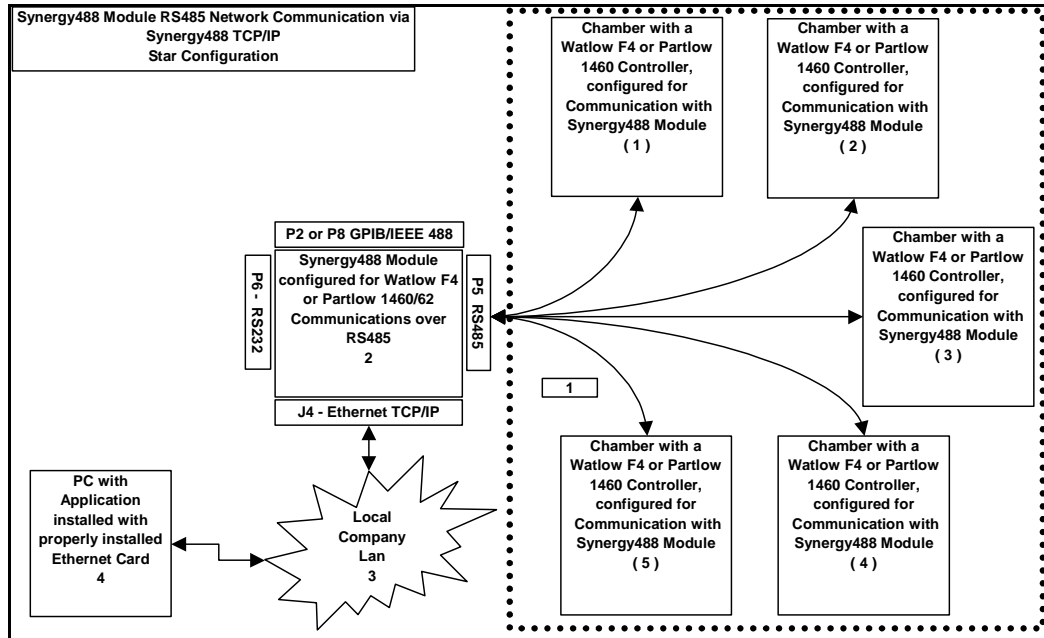 Synergy488 Module RS485 Network Communication via
Synergy488 TCP/IP
Star Configuration
Chamber with a
Watlow F4 or Partlow
1460 Controller,
configured for
Communication with
Synergy488 Module
( 1 )
Chamber with a
Watlow F4 or Partlow
1460 Controller,
configured for
Communication with
Synergy488 Module
( 2 )
P2 or P8 GPIB/IEEE 488
P6 - RS232
Synergy488 Module
configured for Watlow F4
or Partlow 1460/62
Communications over
RS485
2
P5 RS485
J4 - Ethernet TCP/IP
Chamber with a
Watlow F4 or Partlow
1460 Controller,
configured for
Communication with
Synergy488 Module
( 3 )
1
Chamber with a
Watlow F4 or Partlow
1460 Controller,
configured for
Communication with
Synergy488 Module
( 5 )
Chamber with a
Watlow F4 or Partlow
1460 Controller,
configured for
Communication with
Synergy488 Module
( 4 )
PC with
Application
installed with
properly installed
Ethernet Card
4
Local
Company
Lan
3